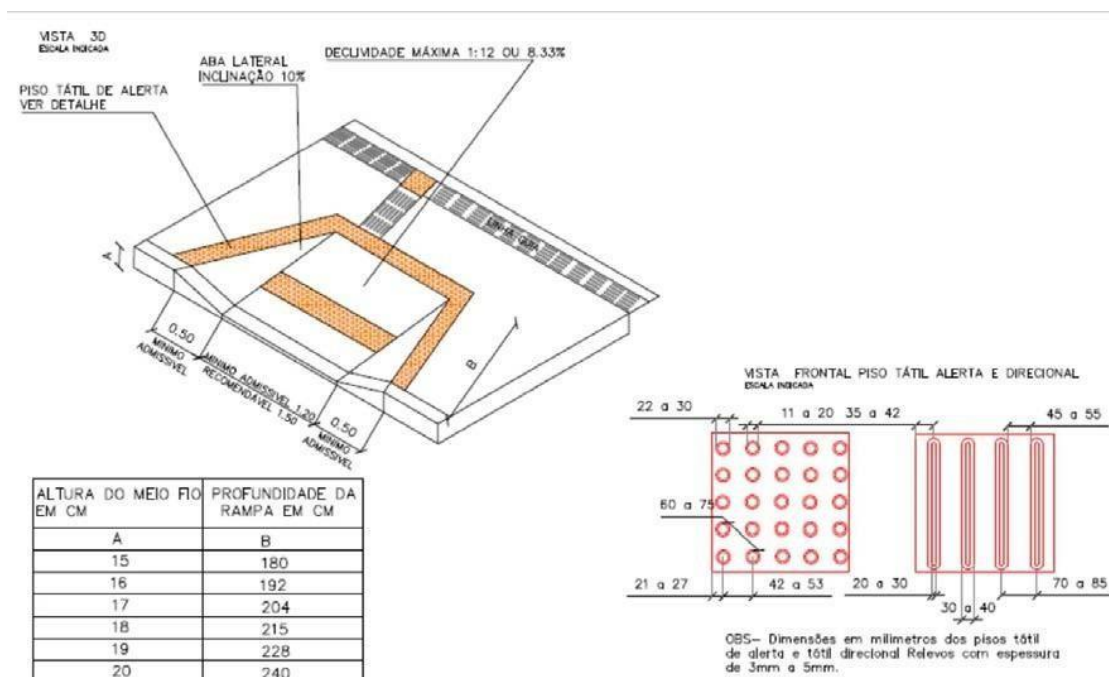 VISTA 3D
ESCALA INDICADA
DECLIVIDADE MÁXIMA 1:12 OU 8.33%
ABA LATERAL
INCLINAÇÃO 10%
PISO TÁTIL DE ALERTA
VER DETALHE
LINHA GUIA
A
B
0.50
MINIMO
ADMISSIVEL
MINIMO ADMISSIVEL 1.20
RECOMENDAVEL 1.50
0.50
MINIMO
ADMISSIVEL
ALTURA DO MEIO FIO
EM CM
PROFUNDIDADE DA
RAMPA EM CM
A B
15 180
16 192
17 204
18 215
19 228
20 240
VISTA FRONTAL PISO TÁTIL ALERTA E DIRECIONAL
ESCALA INDICADA
22 a 30
11 a 20
35 a 42
45 a 55
60 a 75
21 a 27
42 a 53
20 a 30
30 a 40
70 a 85
OBS- Dimensões em milimetros dos pisos tátil
de alerta e tátil direcional Relevos com espessura
de 3mm a 5mm.